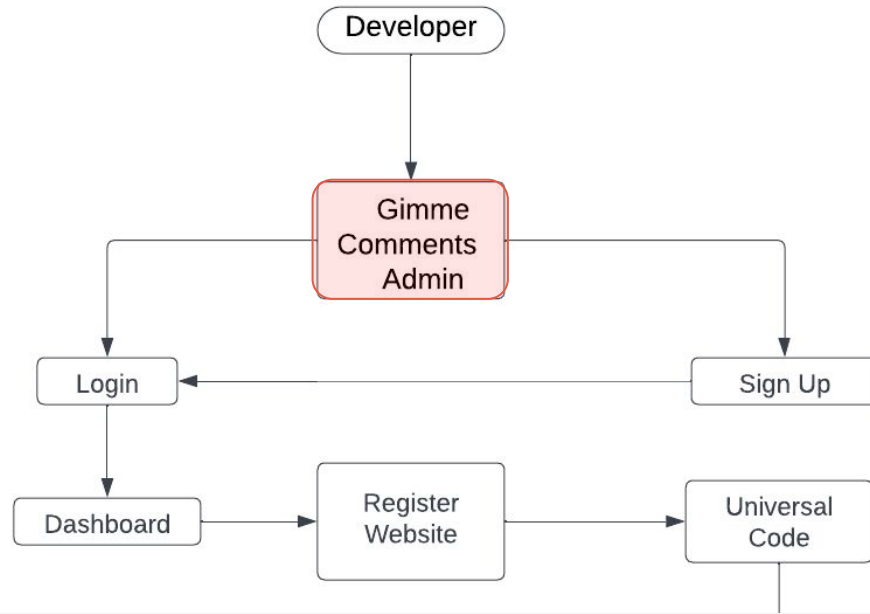 Developer
Gimme
Comments
Admin
Login
Sign Up
Dashboard
Register
Website
Universal
Code